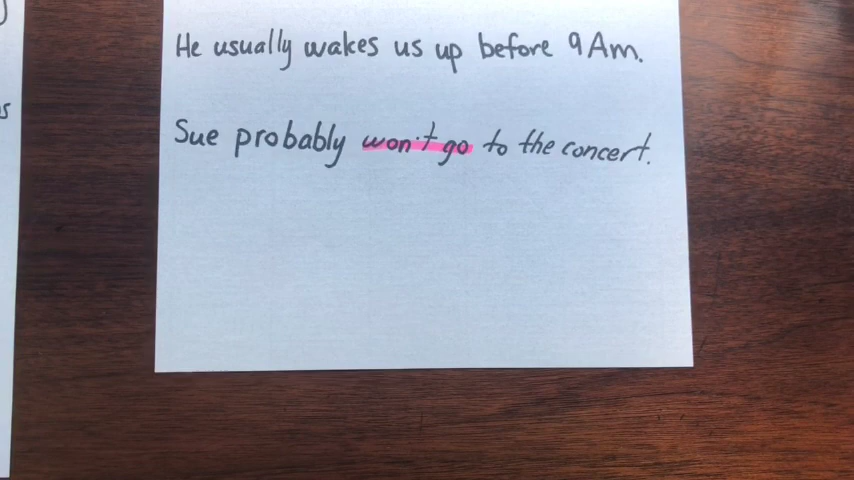 He usually wakes us up before 9 Am.
Sue probably won't go to the concert.